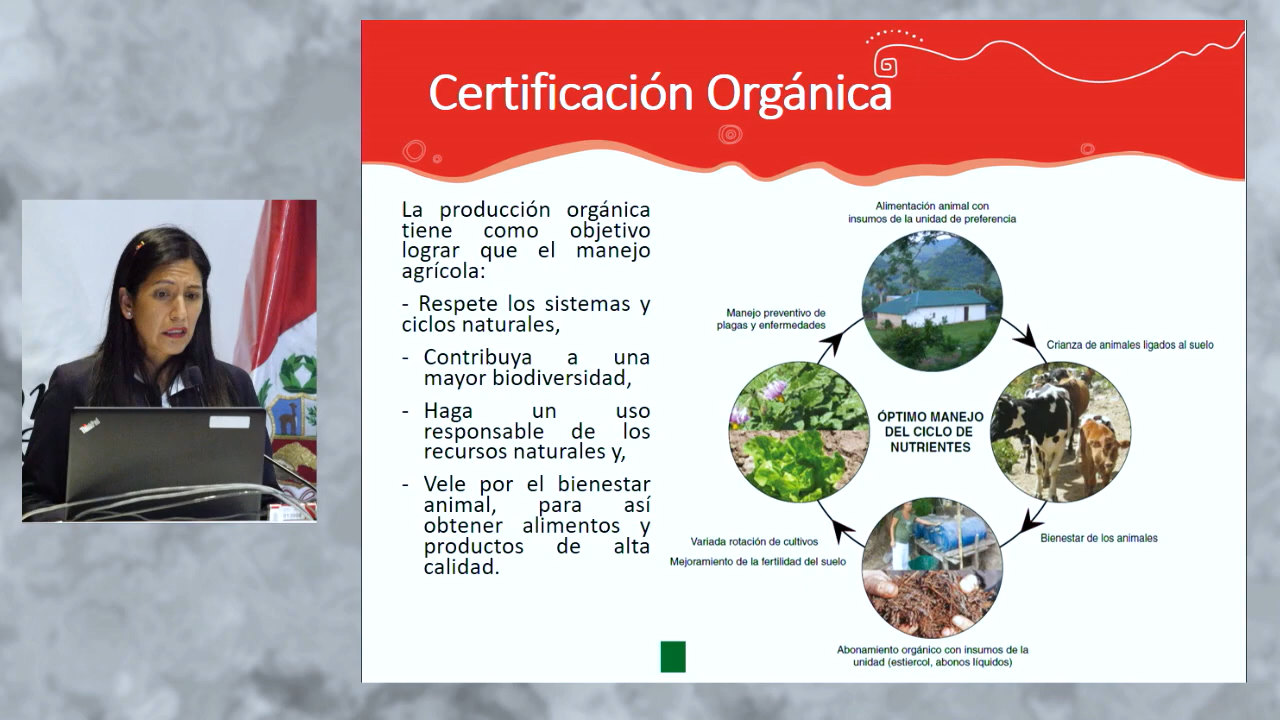 Certificación Orgánica
La producción orgánica
tiene como objetivo
lograr que el manejo
agrícola:
- Respete los sistemas y
ciclos naturales,
- Contribuya a una
mayor biodiversidad,
- Haga un uso
responsable de los
recursos naturales y,
- Vele por el bienestar
animal, para así
obtener alimentos y
productos de alta
calidad.
Alimentación animal con
insumos de la unidad de preferencia
Manejo preventivo de
plagas y enfermedades
Crianza de animales ligados al suelo
ÓPTIMO MANEJO
DEL CICLO DE
NUTRIENTES
Variada rotación de cultivos
Mejoramiento de la fertilidad del suelo
Bienestar de los animales
Abonamiento orgánico con insumos de la
unidad (estiercol, abonos líquidos)
ThinkPad